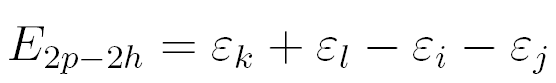 E_{2p-2h} = ε_k + ε_l − ε_i − ε_j